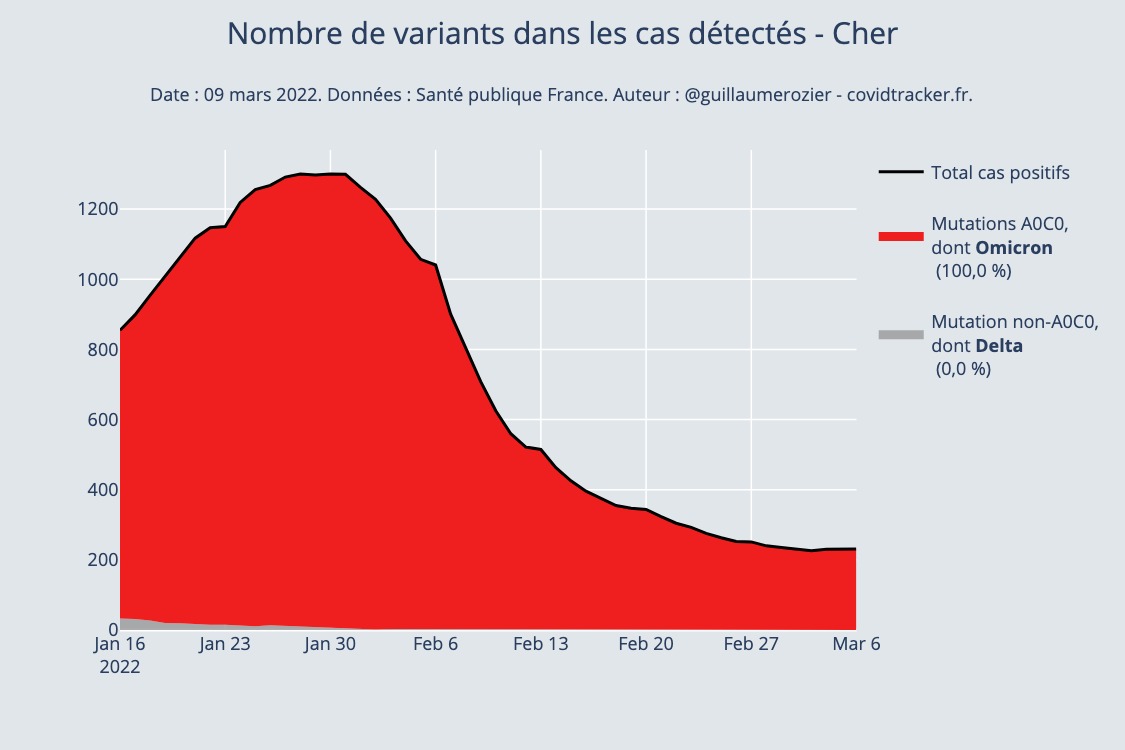 Nombre de variants dans les cas détectés - Cher
Date : 09 mars 2022. Données : Santé publique France. Auteur : @guillaumerozier - covidtracker.fr.
Total cas positifs
Mutations A0C0,
dont Omicron
(100,0 %)
Mutation non-A0C0,
dont Delta
(0,0 %)
1200
1000
800
600
400
200
0
Jan 16
2022
Jan 23
Jan 30
Feb 6
Feb 13
Feb 20
Feb 27
Mar 6